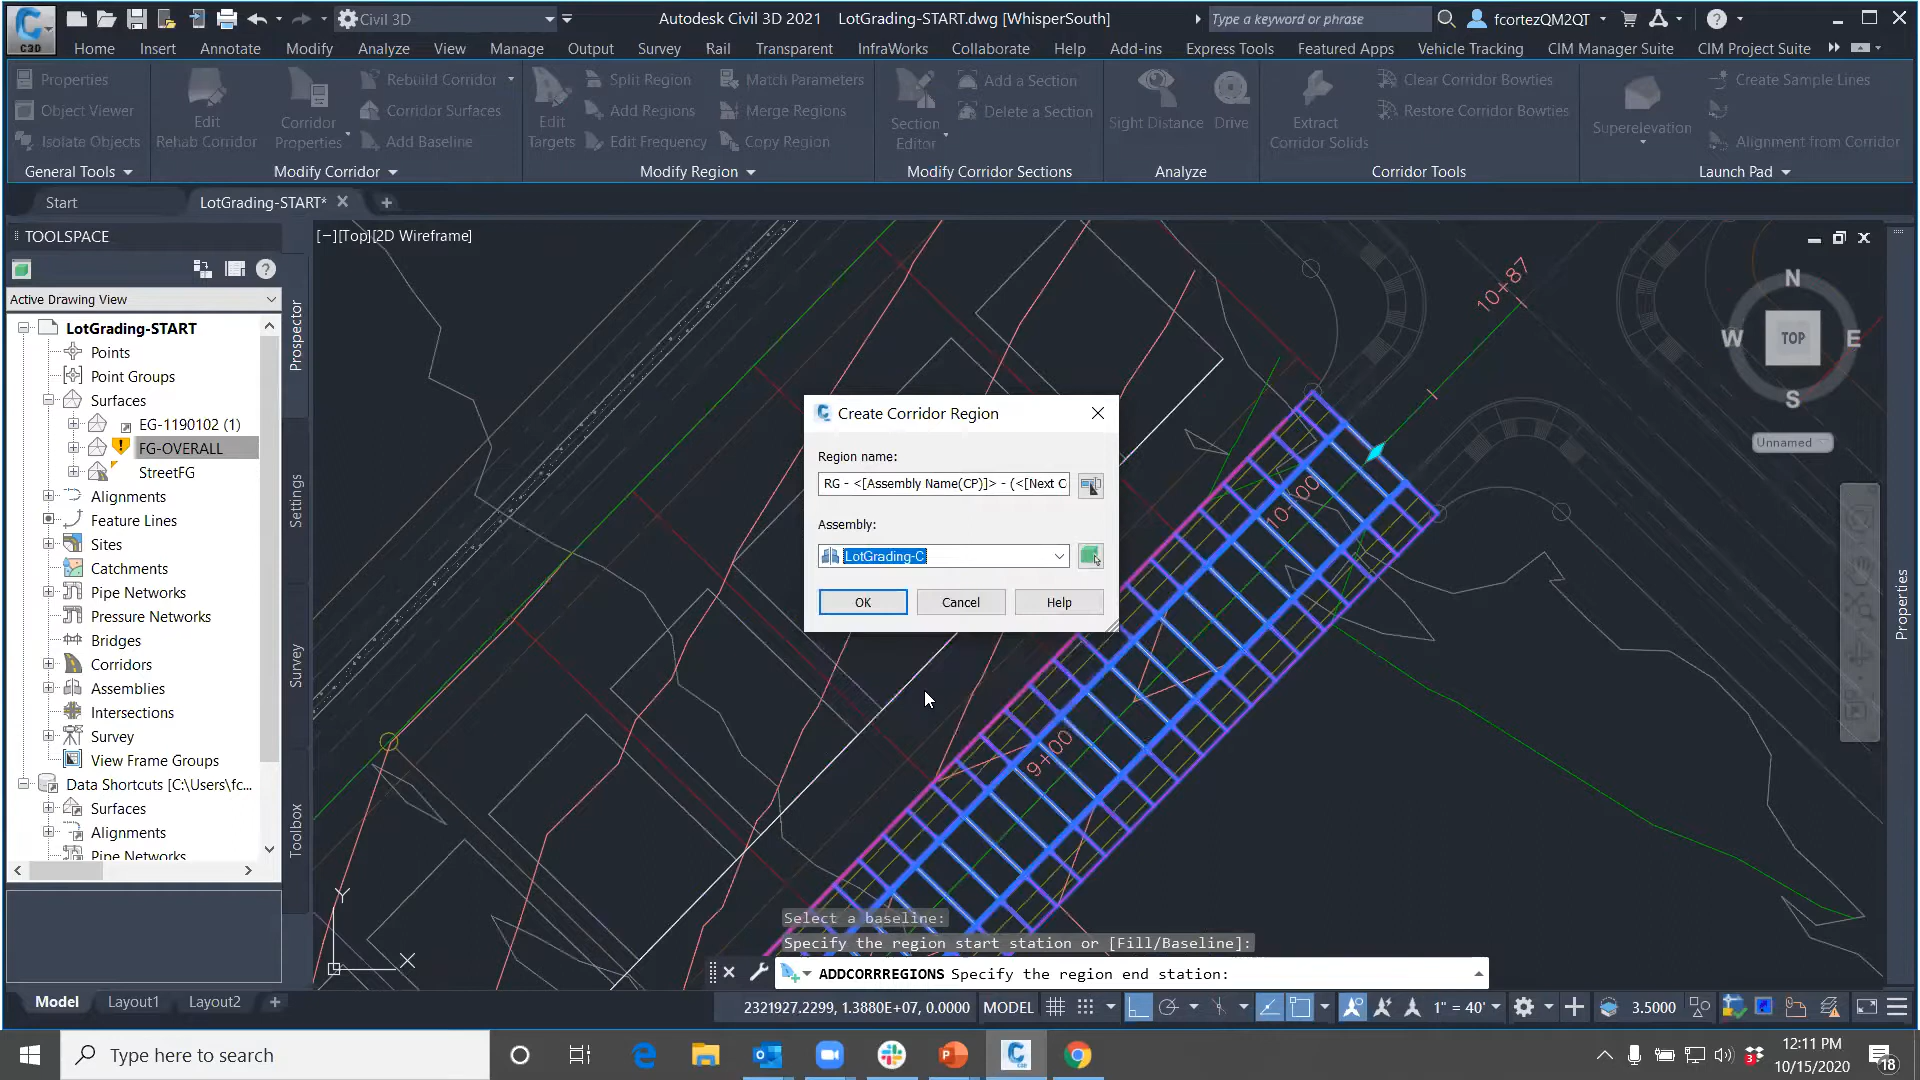 C3D
Civil 3D
Autodesk Civil 3D 2021 LotGrading-START.dwg [WhisperSouth]
Type a keyword or phrase
fcortezQM2QT
Home Insert Annotate Modify Analyze View Manage Output Survey Rail Transparent InfraWorks Collaborate Help Add-ins Express Tools Featured Apps Vehicle Tracking CIM Manager Suite CIM Project Suite
Properties
Object Viewer
Isolate Objects
General Tools
Edit
Rehab Corridor
Corridor
Properties
Rebuild Corridor
Corridor Surfaces
Add Baseline
Modify Corridor
Edit
Targets
Split Region
Add Regions
Edit Frequency
Match Parameters
Merge Regions
Copy Region
Modify Region
Section
Editor
Add a Section
Delete a Section
Modify Corridor Sections
Sight Distance Drive
Analyze
Extract
Corridor Solids
Clear Corridor Bowties
Restore Corridor Bowties
Corridor Tools
Superelevation
Create Sample Lines
Alignment from Corridor
Launch Pad
Start
LotGrading-START*
TOOLSPACE
Active Drawing View
LotGrading-START
Points
Point Groups
Surfaces
EG-1190102 (1)
FG-OVERALL
StreetFG
Alignments
Feature Lines
Sites
Catchments
Pipe Networks
Pressure Networks
Bridges
Corridors
Assemblies
Intersections
Survey
View Frame Groups
Data Shortcuts [C:\Users\fc...
Surfaces
Alignments
Pipe Networks
Prospector
Settings
Survey
Toolbox
[−][Top][2D Wireframe]
10+87
10+00
9+00
N
W TOP E
S
Unnamed
Properties
Create Corridor Region
Region name:
RG - <[Assembly Name(CP)]> - (<[Next C
Assembly:
LotGrading-C
OK Cancel Help
Y
X
Select a baseline:
Specify the region start station or [Fill/Baseline]:
ADDCORRREGIONS Specify the region end station:
Model Layout1 Layout2
2321927.2299, 1.3880E+07, 0.0000 MODEL
1" = 40'
3.5000
Type here to search
12:11 PM
10/15/2020
3
18